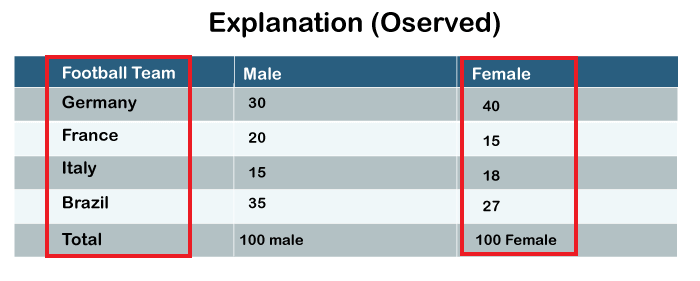 Explanation (Oserved)
Football Team Male Female
Germany 30 40
France 20 15
Italy 15 18
Brazil 35 27
Total 100 male 100 Female